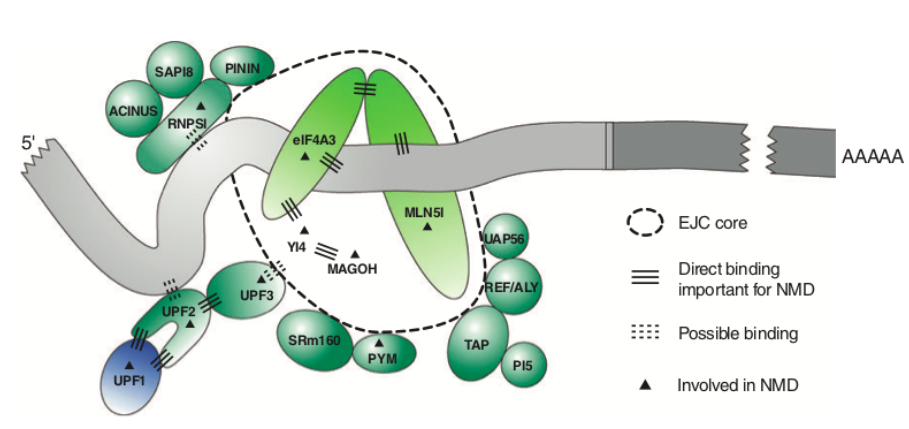 SAPI8
PININ
ACINUS
RNPSI
5'
eIF4A3
AAAAA
MLN5I
YI4
MAGOH
UAP56
REF/ALY
UPF3
UPF2
UPF1
SRm160
PYM
TAP
PI5
EJC core
Direct binding
important for NMD
Possible binding
Involved in NMD